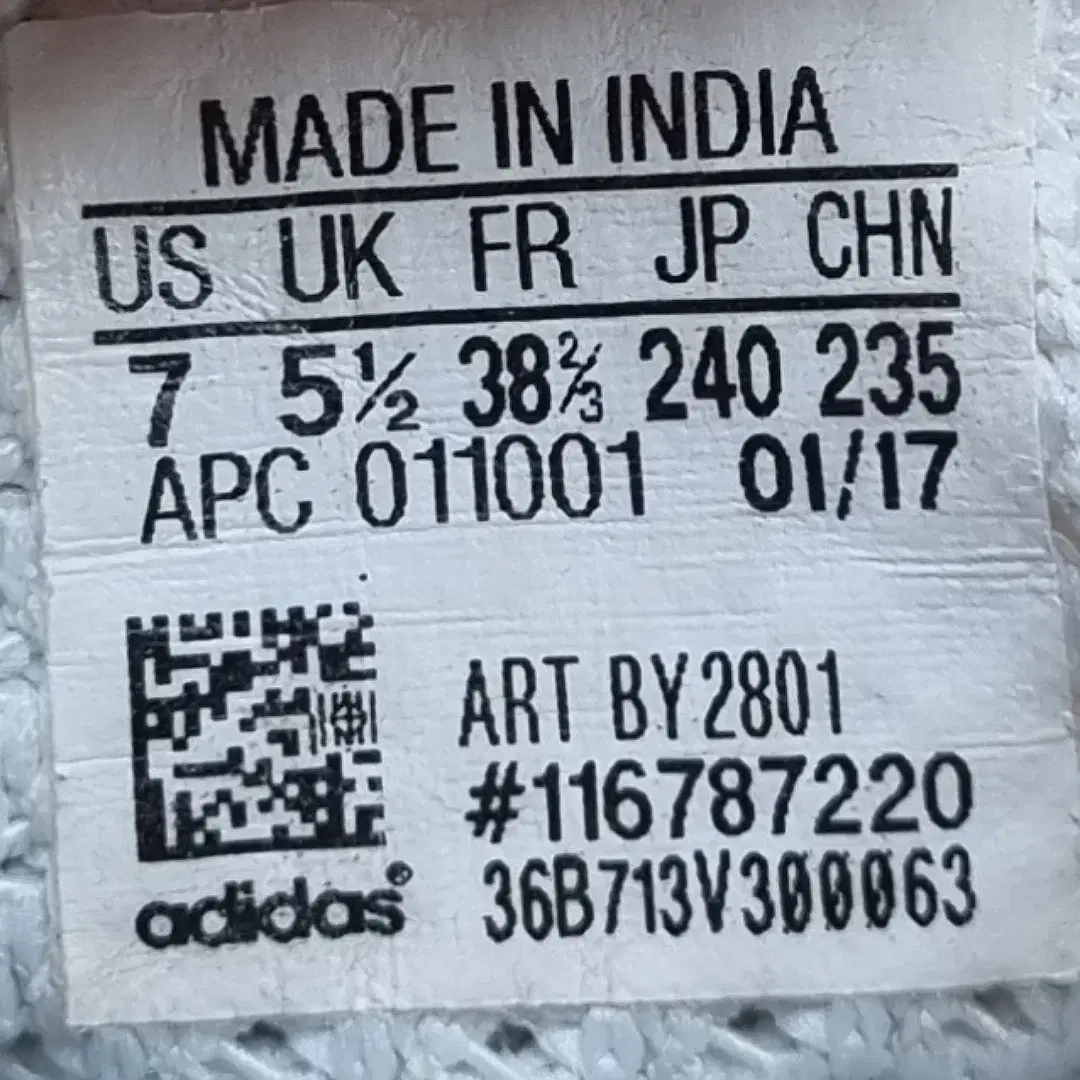 MADE IN INDIA
US UK FR JP CHN
7 5½ 38⅔ 240 235
APC 011001 01/17
ART BY2801
#116787220
adidas® 36B713V300063